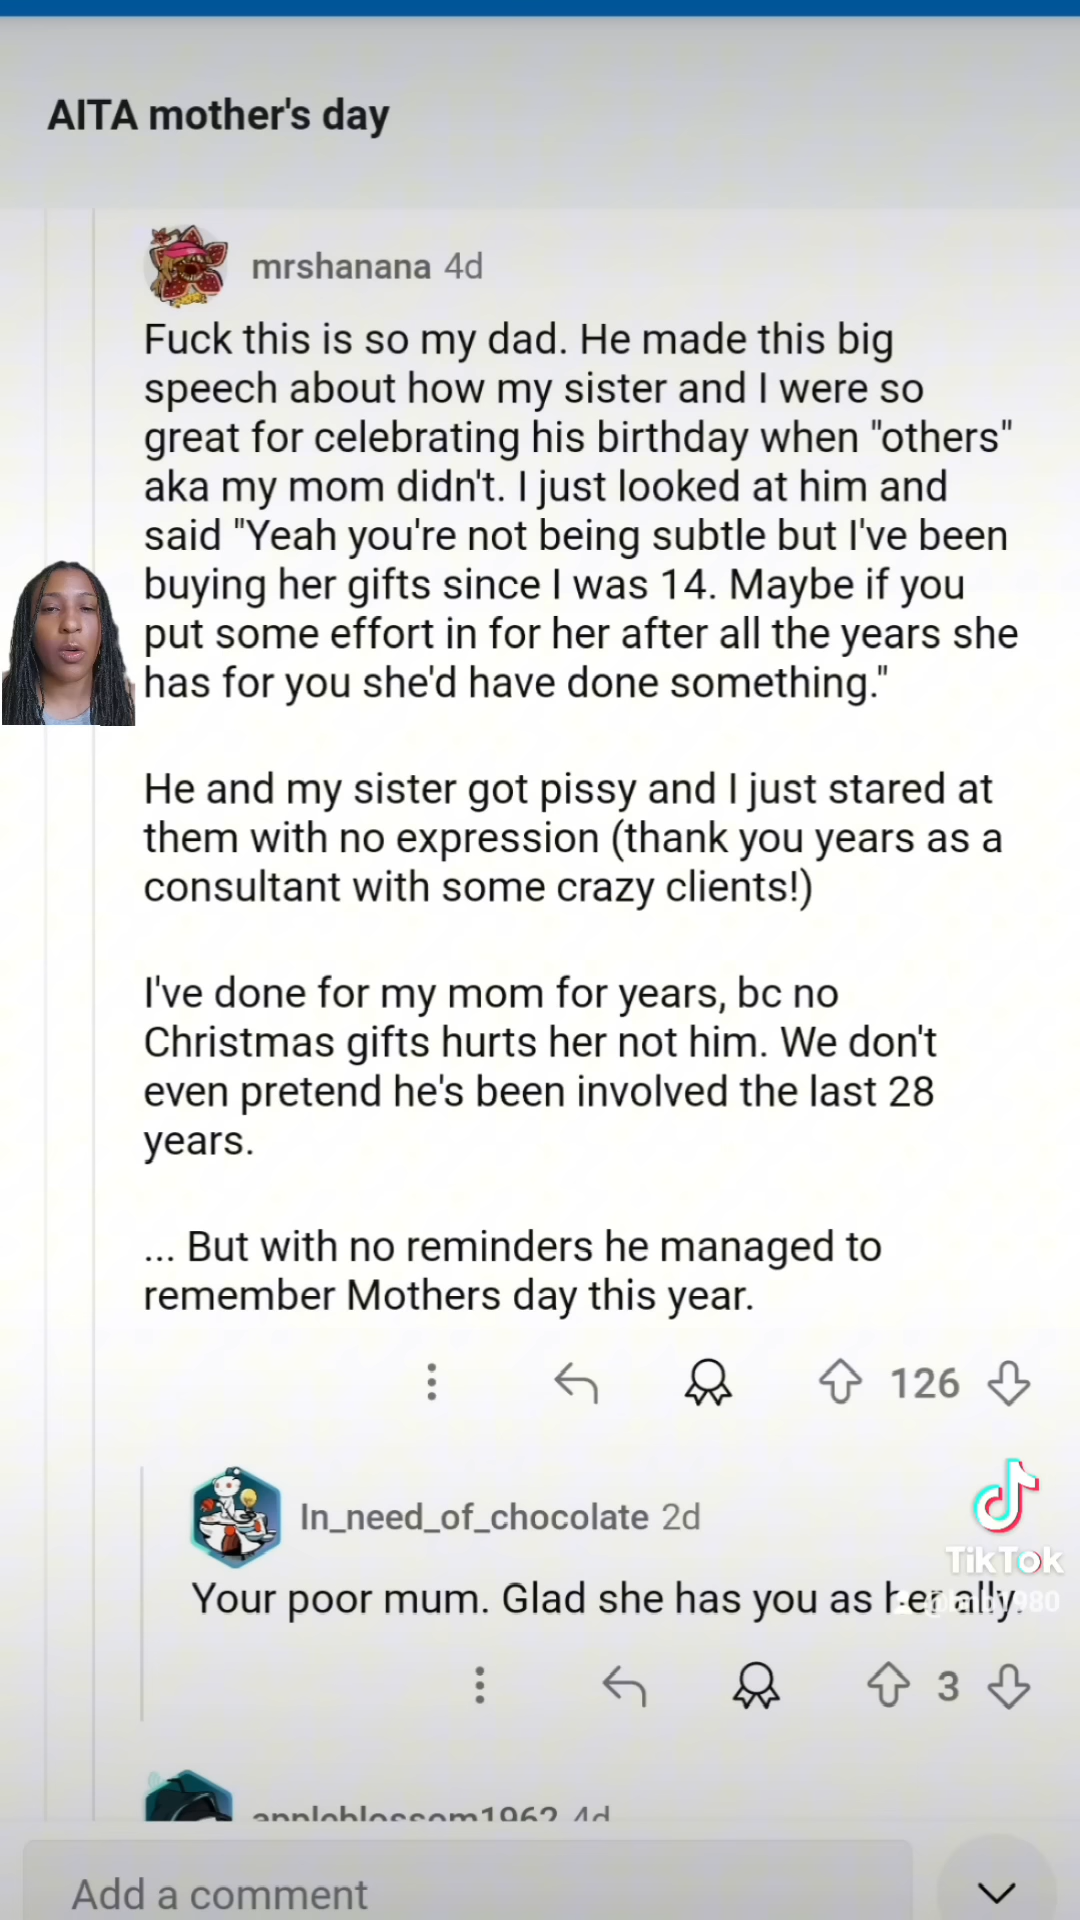 AITA mother's day
mrshanana 4d
Fuck this is so my dad. He made this big
speech about how my sister and I were so
great for celebrating his birthday when "others"
aka my mom didn't. I just looked at him and
said "Yeah you're not being subtle but I've been
buying her gifts since I was 14. Maybe if you
put some effort in for her after all the years she
has for you she'd have done something."
He and my sister got pissy and I just stared at
them with no expression (thank you years as a
consultant with some crazy clients!)
I've done for my mom for years, bc no
Christmas gifts hurts her not him. We don't
even pretend he's been involved the last 28
years.
... But with no reminders he managed to
remember Mothers day this year.
126
In_need_of_chocolate 2d
TikTok
Your poor mum. Glad she has you as her ally.
3
appleblossom1962 4d
Add a comment